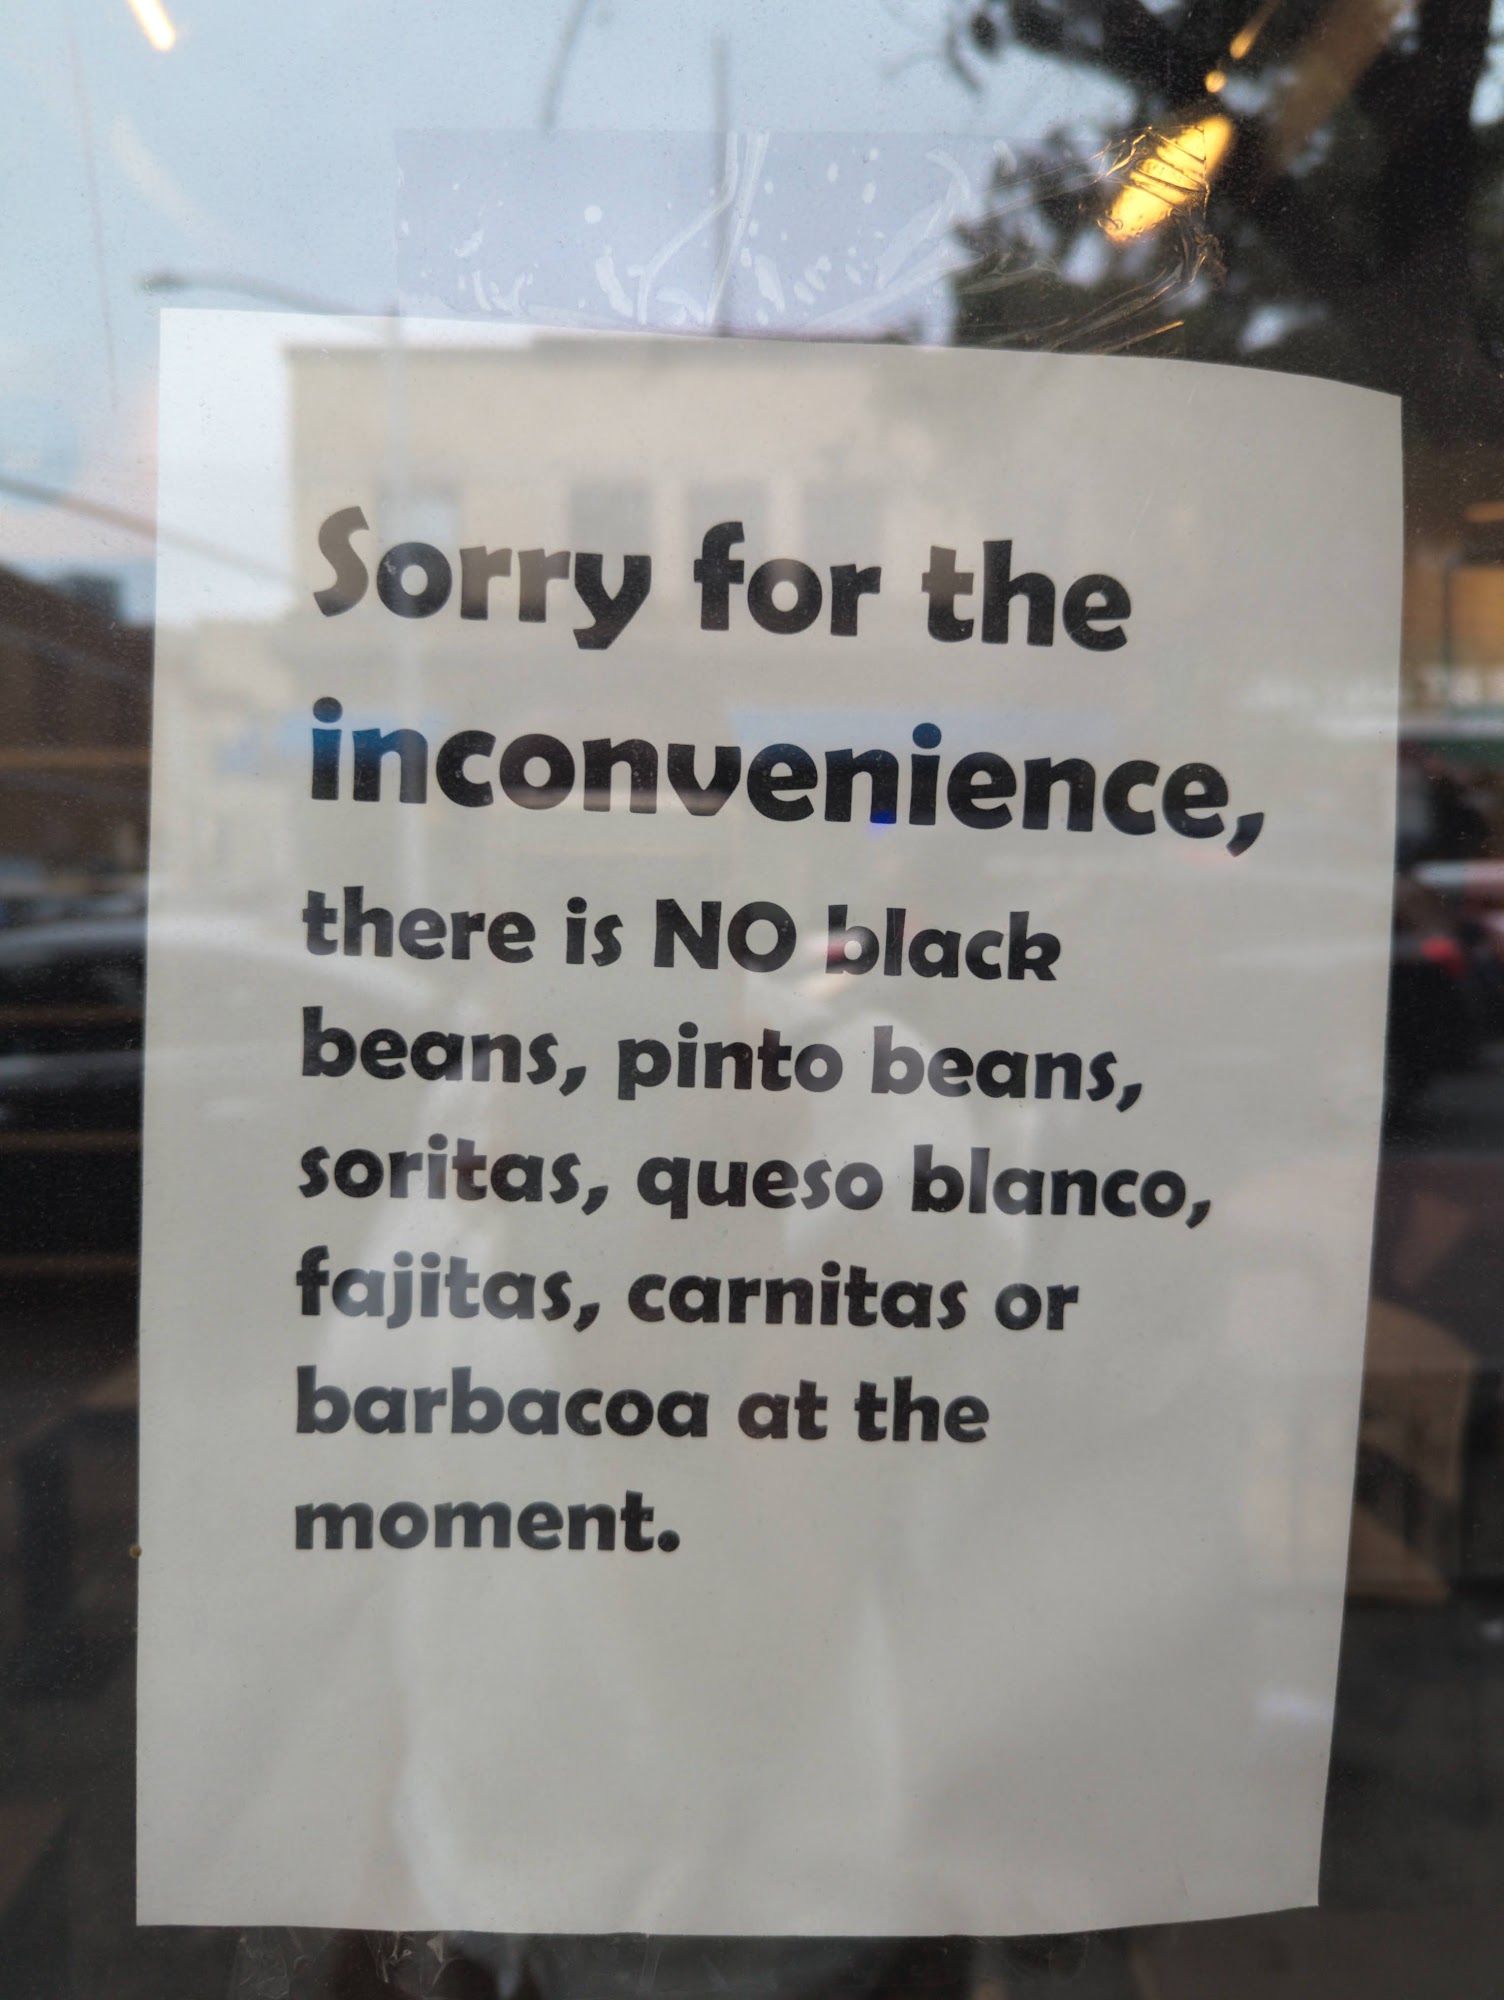 Sorry for the
inconvenience,
there is NO black
beans, pinto beans,
soritas, queso blanco,
fajitas, carnitas or
barbacoa at the
moment.